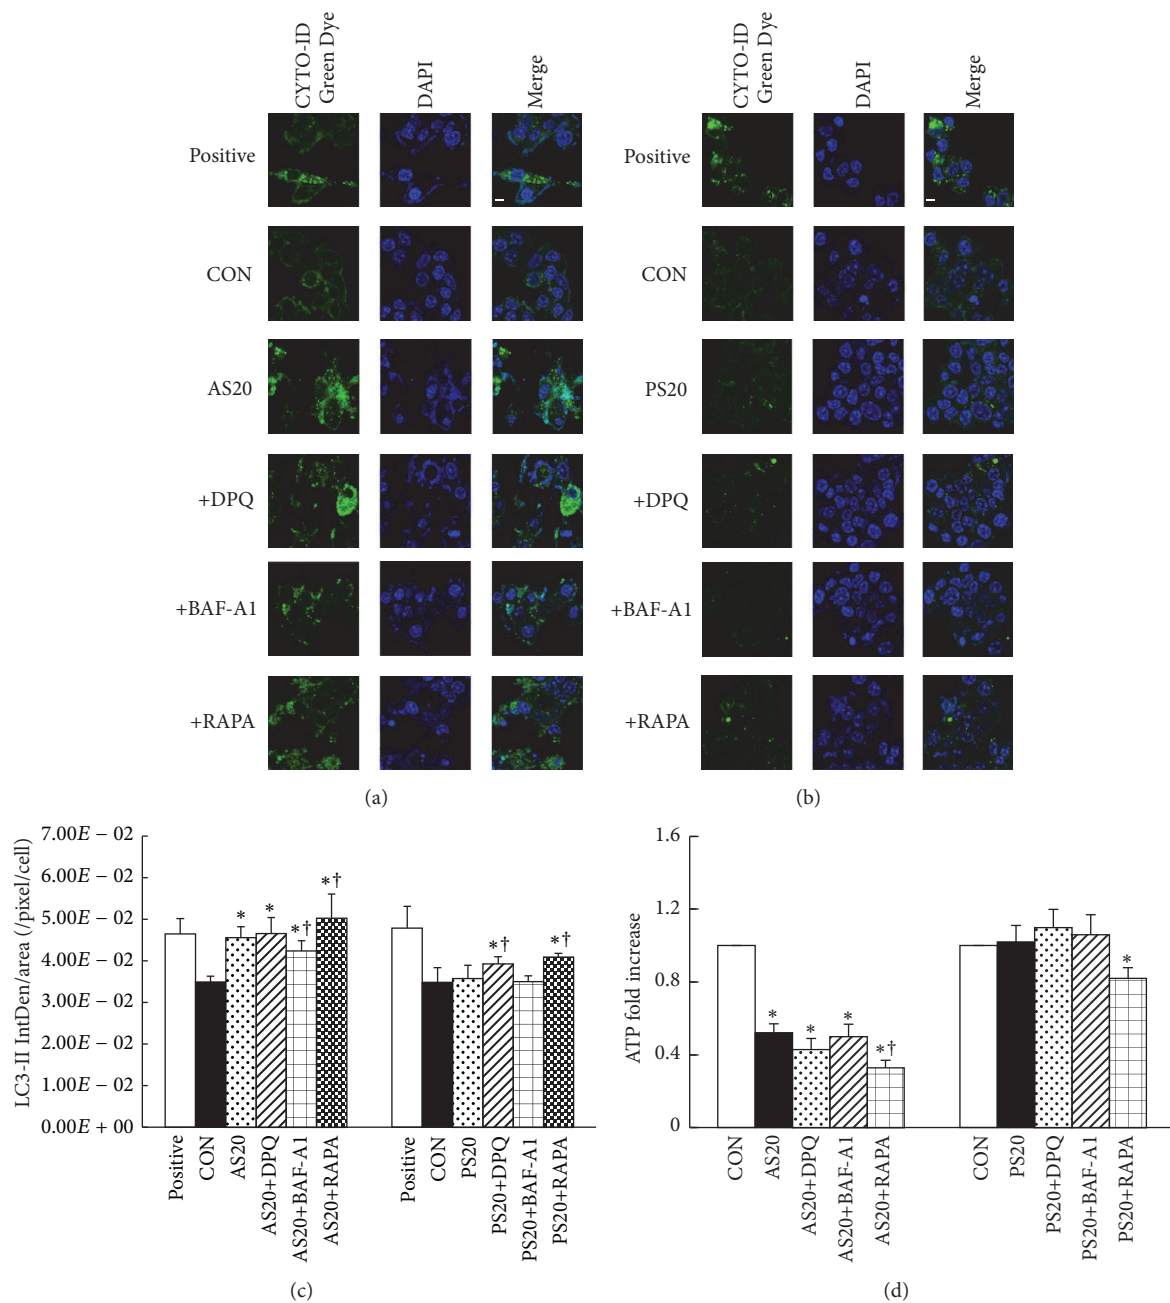 CYTO-ID
Green Dye
DAPI
Merge
Positive
CON
AS20
+DPQ
+BAF-A1
+RAPA
(a)
CYTO-ID
Green Dye
DAPI
Merge
Positive
CON
PS20
+DPQ
+BAF-A1
+RAPA
(b)
LC3-II IntDen/area (/pixel/cell)
7.00E − 02
6.00E − 02
5.00E − 02
4.00E − 02
3.00E − 02
2.00E − 02
1.00E − 02
0.00E + 00
*
*
*†
*†
*†
*†
Positive
CON
AS20
AS20+DPQ
AS20+BAF-A1
AS20+RAPA
Positive
CON
PS20
PS20+DPQ
PS20+BAF-A1
PS20+RAPA
(c)
ATP fold increase
1.6
1.2
0.8
0.4
0
*
*
*
*†
*
CON
AS20
AS20+DPQ
AS20+BAF-A1
AS20+RAPA
CON
PS20
PS20+DPQ
PS20+BAF-A1
PS20+RAPA
(d)